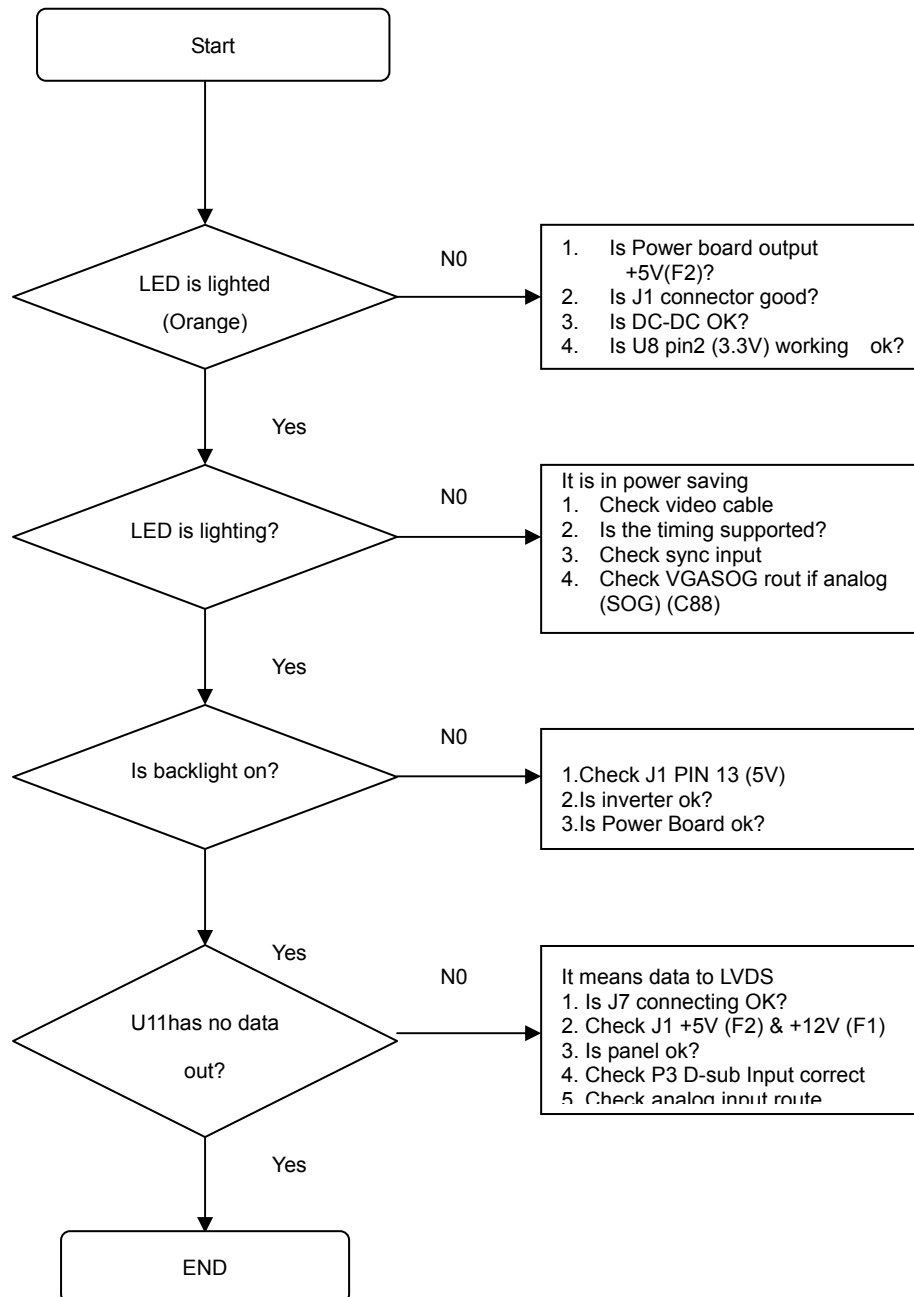 Start
LED is lighted
(Orange)
N0
1. Is Power board output
+5V(F2)?
2. Is J1 connector good?
3. Is DC-DC OK?
4. Is U8 pin2 (3.3V) working ok?
Yes
LED is lighting?
N0
It is in power saving
1. Check video cable
2. Is the timing supported?
3. Check sync input
4. Check VGASOG rout if analog
(SOG) (C88)
Yes
Is backlight on?
N0
1.Check J1 PIN 13 (5V)
2.Is inverter ok?
3.Is Power Board ok?
Yes
U11has no data
out?
N0
It means data to LVDS
1. Is J7 connecting OK?
2. Check J1 +5V (F2) & +12V (F1)
3. Is panel ok?
4. Check P3 D-sub Input correct
5. Check analog input route
Yes
END